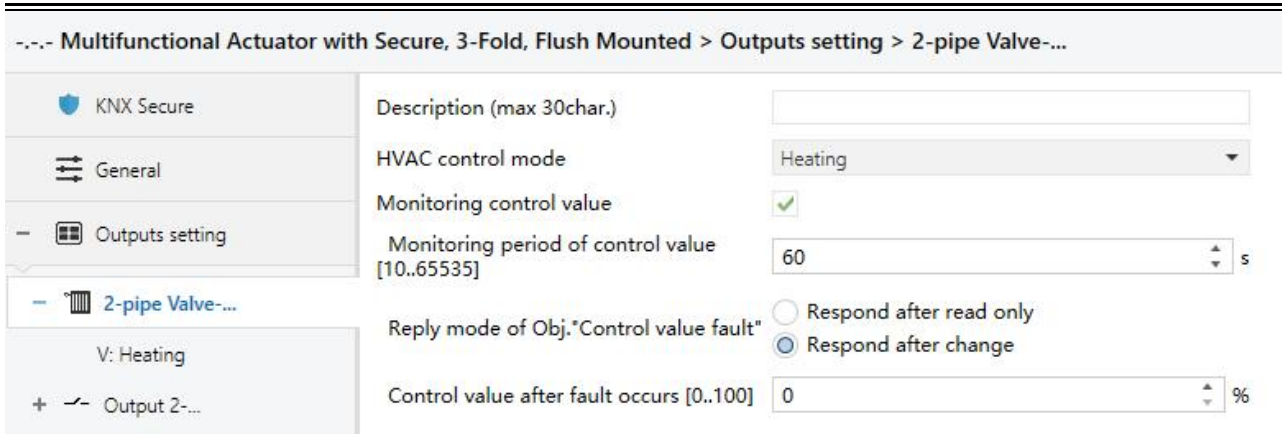 -.-.- Multifunctional Actuator with Secure, 3-Fold, Flush Mounted > Outputs setting > 2-pipe Valve-...
KNX Secure
General
Outputs setting
2-pipe Valve-...
V: Heating
Output 2-...
Description (max 30char.)
HVAC control mode
Heating
Monitoring control value
Monitoring period of control value
[10..65535]
60
s
Reply mode of Obj."Control value fault"
Respond after read only
Respond after change
Control value after fault occurs [0..100]
0
%